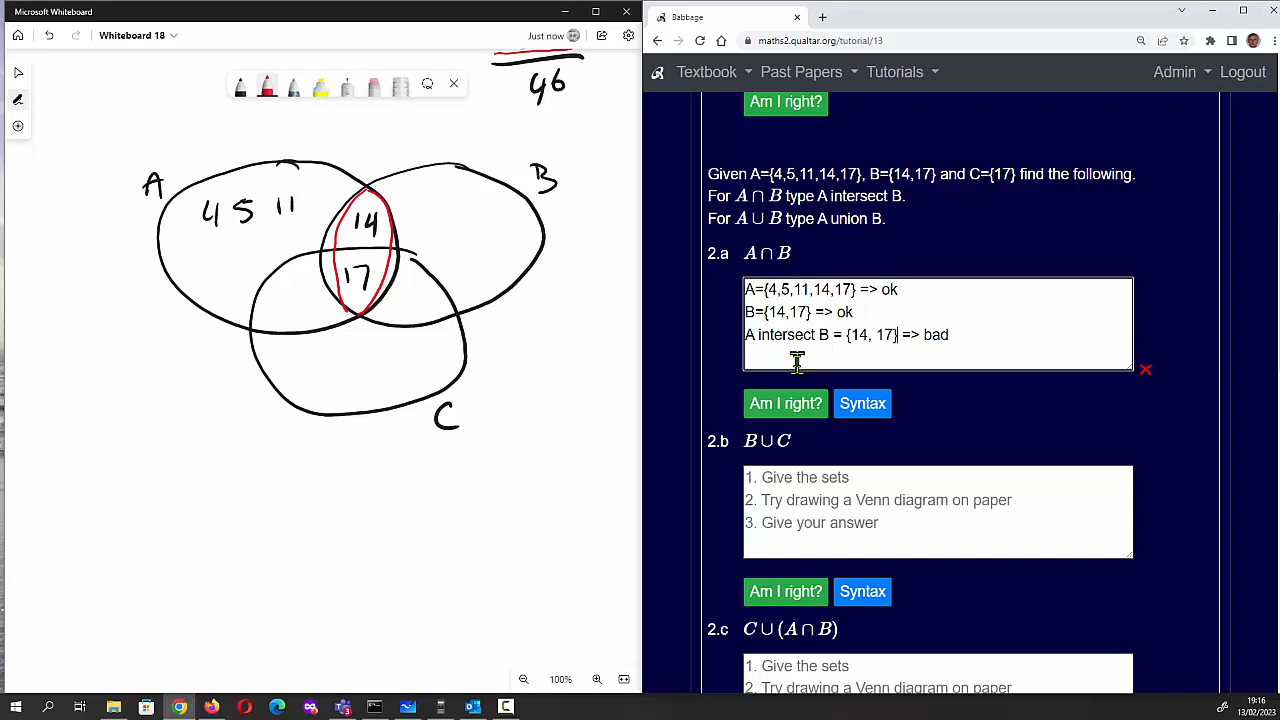 Microsoft Whiteboard
Whiteboard 18
Just now
46
A
B
4 5 11
14
17
C
100%
Babbage
maths2.qualtar.org/tutorial/13
Textbook Past Papers Tutorials Admin Logout
Am I right?
Given A={4,5,11,14,17}, B={14,17} and C={17} find the following.
For A ∩ B type A intersect B.
For A ∪ B type A union B.
2.a A ∩ B
A={4,5,11,14,17} => ok
B={14,17} => ok
A intersect B = {14, 17} => bad
Am I right? Syntax
2.b B ∪ C
1. Give the sets
2. Try drawing a Venn diagram on paper
3. Give your answer
Am I right? Syntax
2.c C ∪ (A ∩ B)
1. Give the sets
2. Try drawing a Venn diagram on paper
19:16
13/02/2023